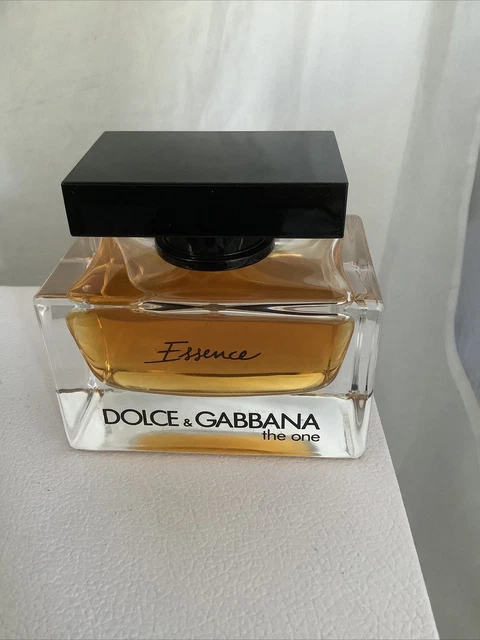 Essence
DOLCE & GABBANA
the one